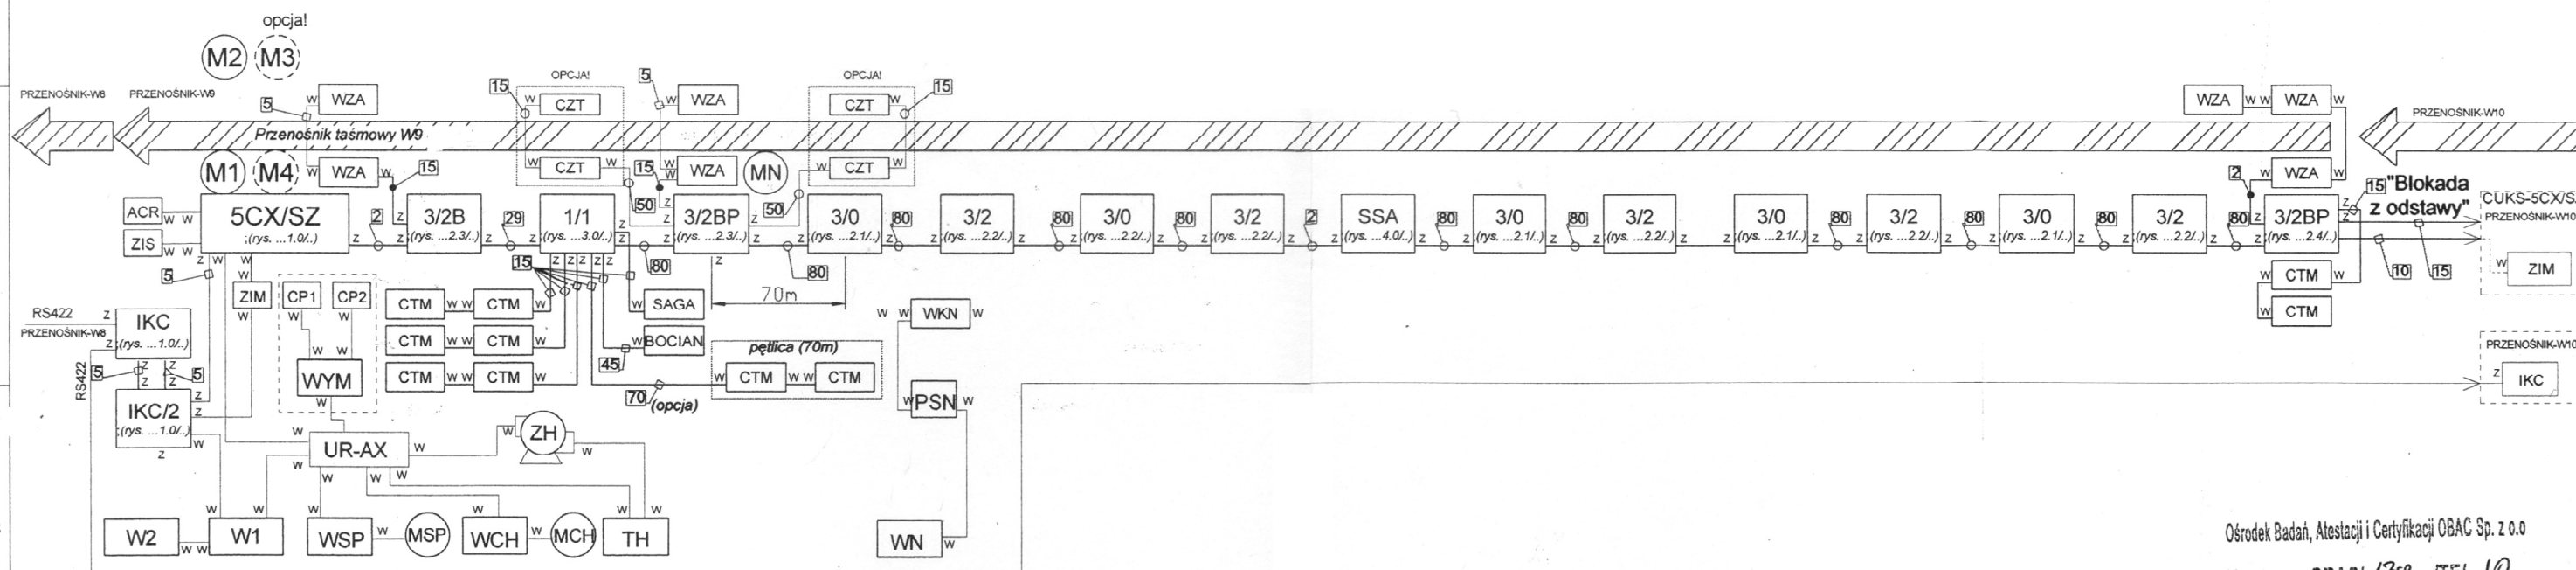 opcja!
M2 M3
PRZENOŚNIK-W8 PRZENOŚNIK-W9
5 W WZA
15 OPCJA! W CZT
5 W WZA
OPCJA! CZT W 15
WZA W W WZA W
PRZENOŚNIK-W10
Przenośnik taśmowy W9
M1 M4 W WZA W 15
W CZT W 50
15 W W WZA MN
50 W CZT W
2 W WZA W
15 "Blokada
z odstawy"
ACR W W
ZIS W W
5CX/SZ
;(rys. ...1.0/..)
Z 2 Z Z
3/2B
;(rys. ...2.3/..)
Z 29 Z
1/1
;(rys. ...3.0/..)
Z Z Z 80 Z Z Z
3/2BP
;(rys. ...2.3/..)
Z Z Z 80 Z
3/0
;(rys. ...2.1/..)
Z 80 Z
3/2
;(rys. ...2.2/..)
Z 80 Z
3/0
;(rys. ...2.2/..)
Z 80 Z
3/2
;(rys. ...2.2/..)
Z 2 Z
SSA
;(rys. ...4.0/..)
Z 80 Z
3/0
;(rys. ...2.1/..)
Z 80 Z
3/2
;(rys. ...2.2/..)
Z Z
3/0
;(rys. ...2.1/..)
Z 80 Z
3/2
;(rys. ...2.2/..)
Z 80 Z
3/0
;(rys. ...2.1/..)
Z 80 Z
3/2
;(rys. ...2.2/..)
Z 80 Z Z
3/2BP
;(rys. ...2.4/..)
Z Z
10 15
PRZENOŚNIK-W10
W ZIM
Z W W
5 W ZIM W
CP1 CP2
W W
WYM
W
15 Z Z Z Z Z
CTM W W CTM W
CTM W W CTM W
CTM W W CTM W
W SAGA
W BOCIAN
45
70m
pętlica (70m)
W CTM W W CTM
70 (opcja)
W W WKN W
W PSN W
WN W
W CTM W
W CTM
PRZENOŚNIK-W10
Z IKC
RS422 Z
PRZENOŚNIK-W8
IKC
;(rys. ...1.0/..)
Z
RS422
5 Z Z 5
Z Z
IKC/2
;(rys. ...1.0/..)
Z Z W
Z
W UR-AX W
W W W W
W ZH W
W W W W W W
W2 W W W1
WSP W MSP
WCH W MCH
TH
Ośrodek Badań, Atestacji i Certyfikacji OBAC Sp. z o.o